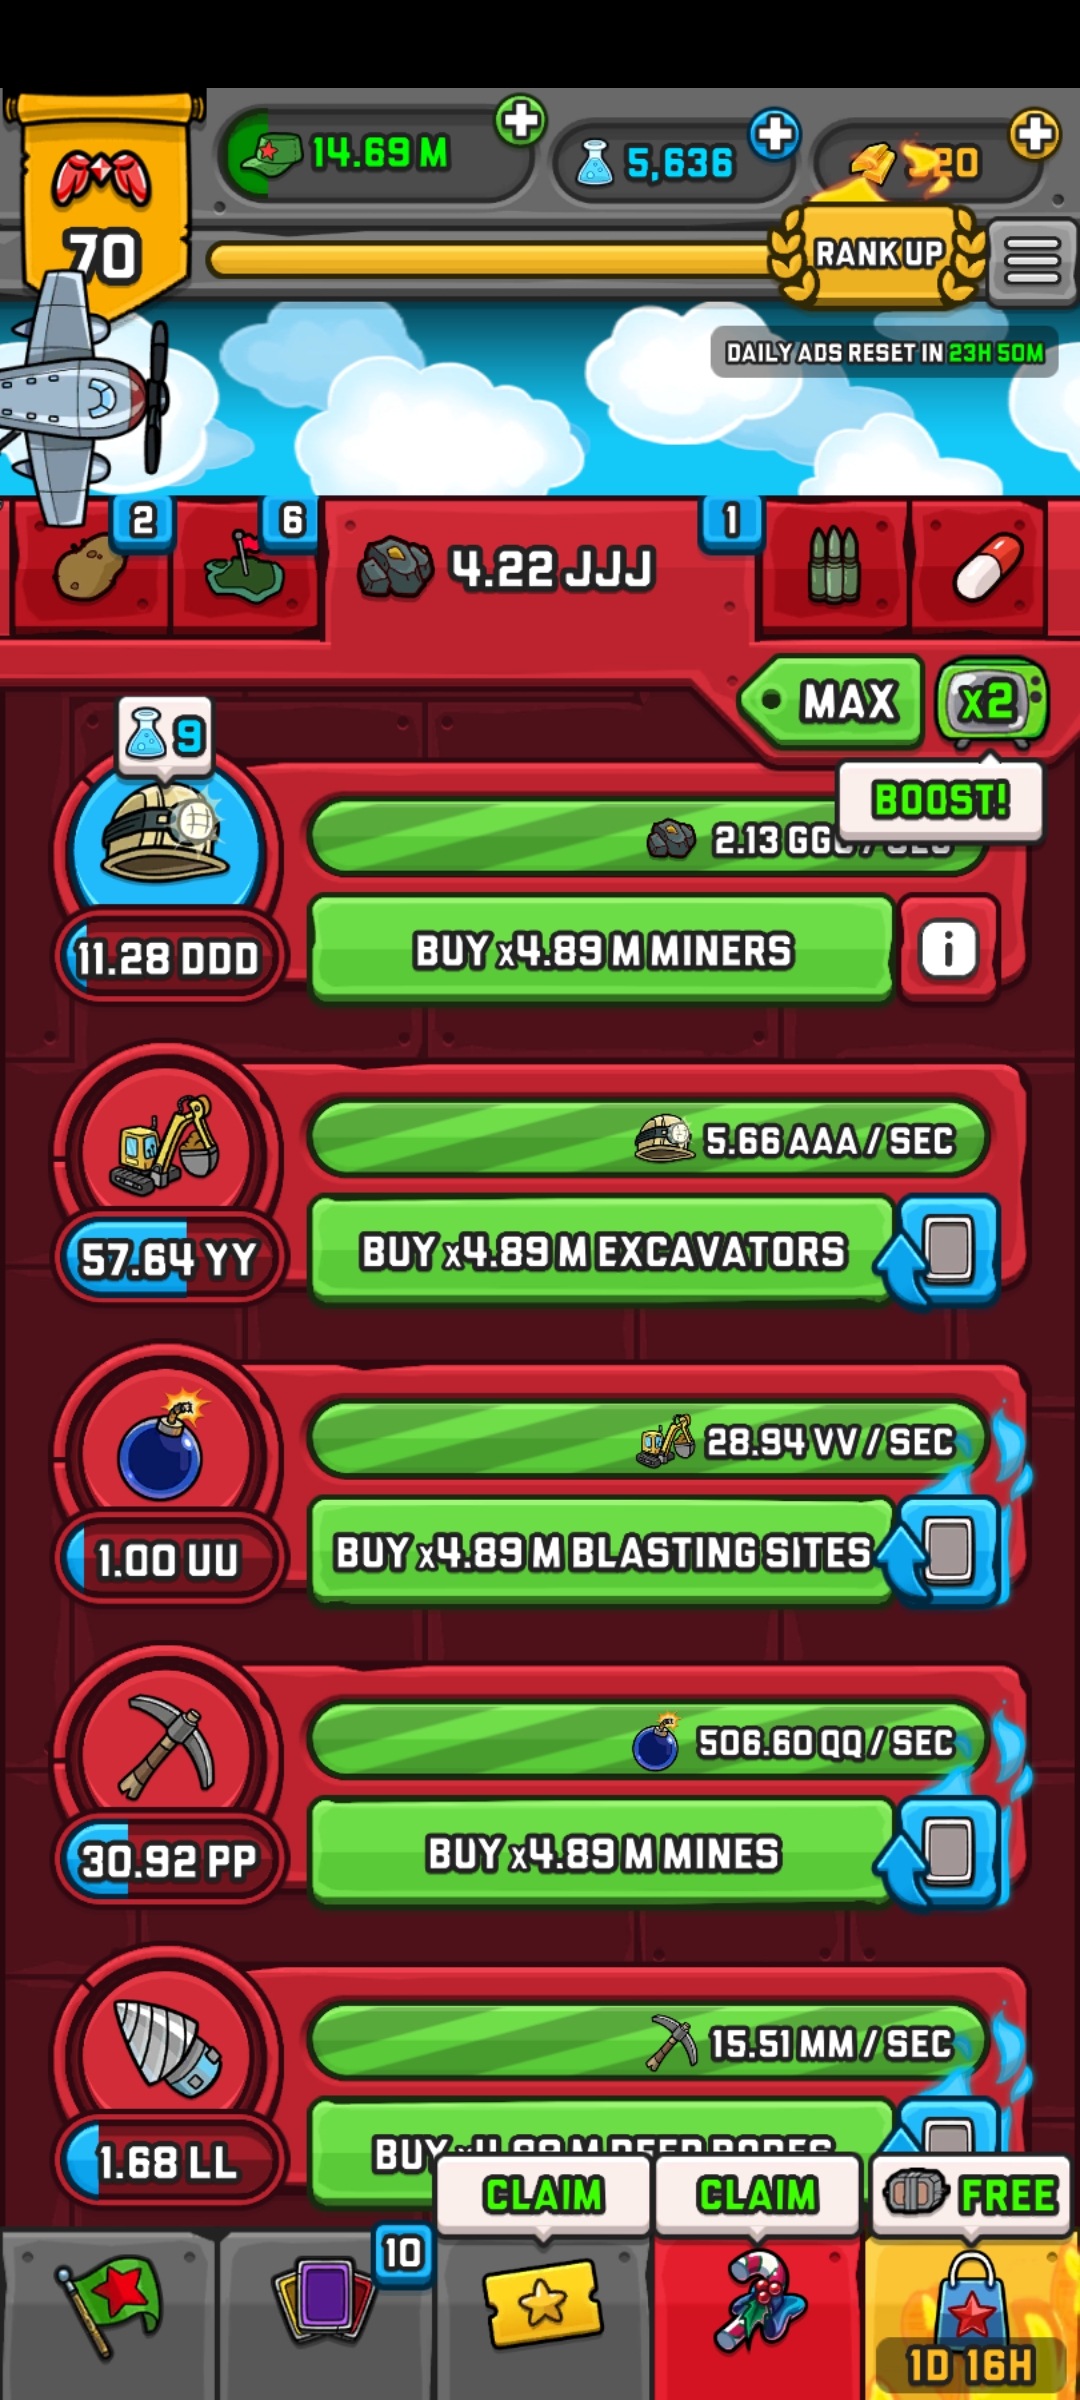 14.69 M
5,636
70
RANK UP
DAILY ADS RESET IN 23H 50M
2
6
4.22 JJJ
1
MAX
x2
BOOST!
9
2.13
11.28 DDD
BUY x4.89 M MINERS
i
5.66 AAA / SEC
57.64 YY
BUY x4.89 M EXCAVATORS
28.94 VV / SEC
1.00 UU
BUY x4.89 M BLASTING SITES
506.60 QQ / SEC
30.92 PP
BUY x4.89 M MINES
15.51 MM / SEC
1.68 LL
BUY
CLAIM
CLAIM
FREE
10
1D 16H